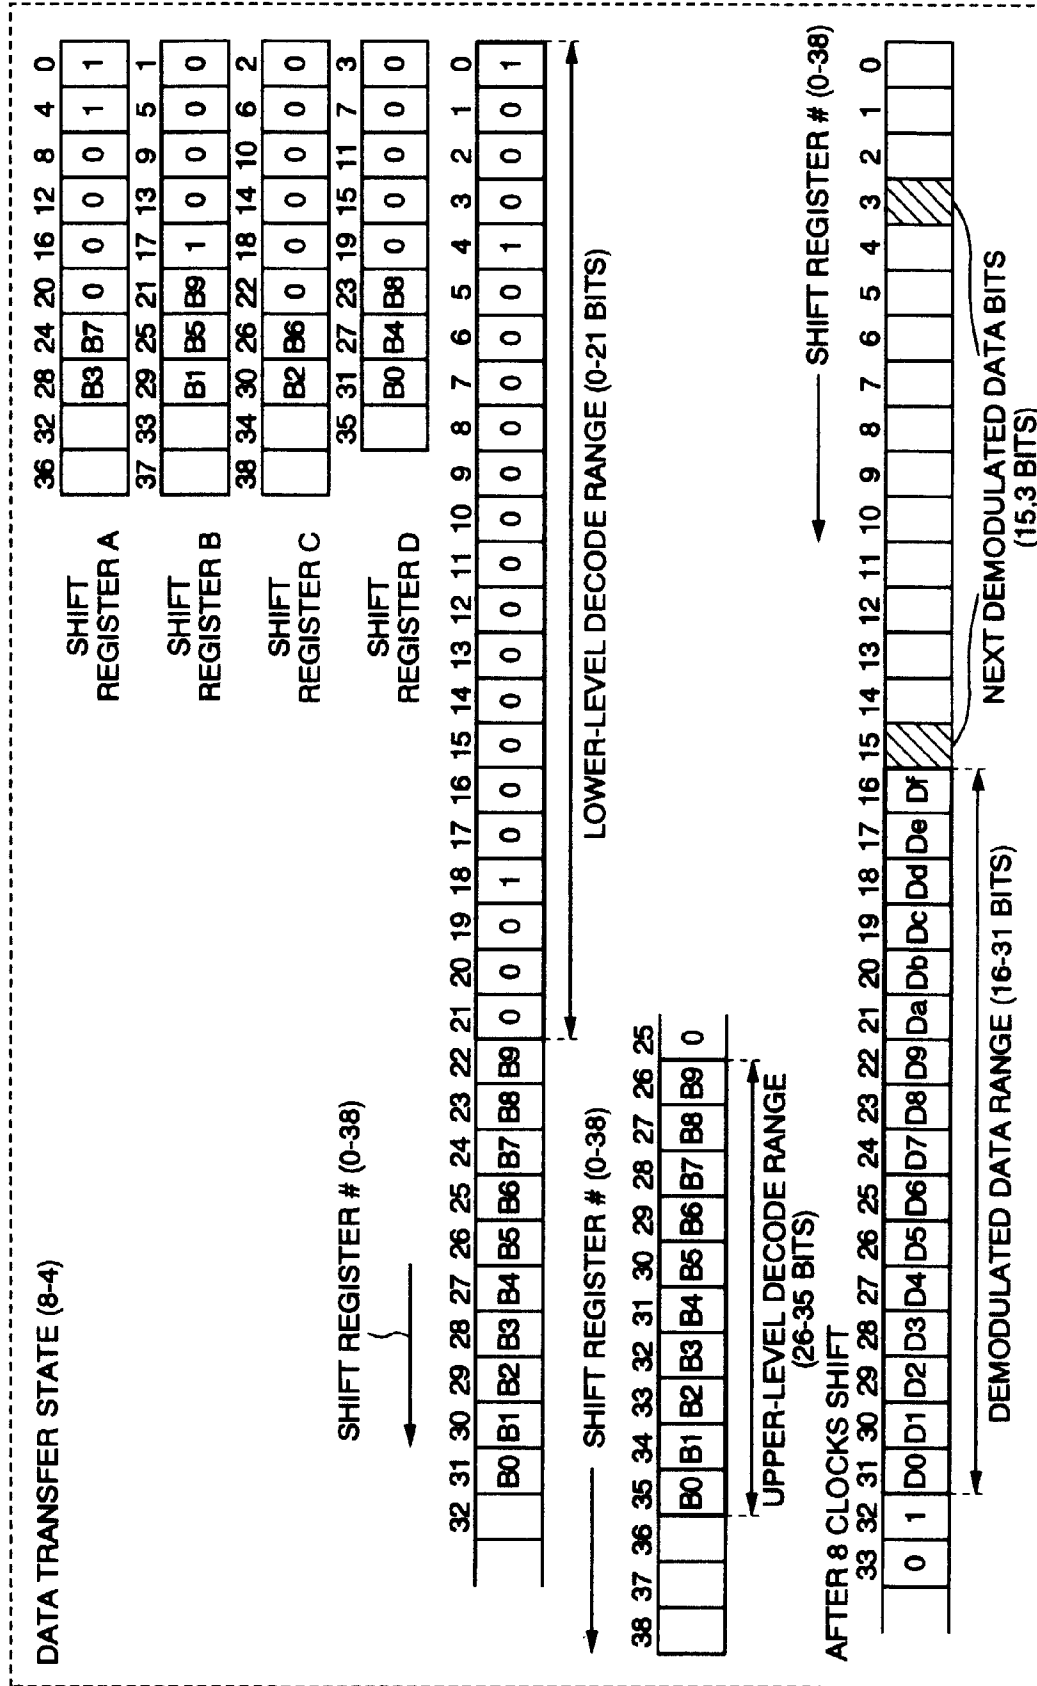 DATA TRANSFER STATE (8-4)
36 32 28 24 20 16 12 8 4 0
SHIFT REGISTER A
B3 B7 0 0 0 0 1 1
37 33 29 25 21 17 13 9 5 1
SHIFT REGISTER B
B1 B5 B9 1 0 0 0 0
38 34 30 26 22 18 14 10 6 2
SHIFT REGISTER C
B2 B6 0 0 0 0 0 0
35 31 27 23 19 15 11 7 3
SHIFT REGISTER D
B0 B4 B8 0 0 0 0 0
SHIFT REGISTER # (0-38)
32 31 30 29 28 27 26 25 24 23 22 21 20 19 18 17 16 15 14 13 12 11 10 9 8 7 6 5 4 3 2 1 0
B0 B1 B2 B3 B4 B5 B6 B7 B8 B9 0 0 0 1 0 0 0 0 0 0 0 0 0 0 0 0 0 1 0 0 0 1
LOWER-LEVEL DECODE RANGE (0-21 BITS)
SHIFT REGISTER # (0-38)
38 37 36 35 34 33 32 31 30 29 28 27 26 25
B0 B1 B2 B3 B4 B5 B6 B7 B8 B9 0
UPPER-LEVEL DECODE RANGE
(26-35 BITS)
SHIFT REGISTER # (0-38)
AFTER 8 CLOCKS SHIFT
33 32 31 30 29 28 27 26 25 24 23 22 21 20 19 18 17 16 15 14 13 12 11 10 9 8 7 6 5 4 3 2 1 0
0 1 D0 D1 D2 D3 D4 D5 D6 D7 D8 D9 Da Db Dc Dd De Df
DEMODULATED DATA RANGE (16-31 BITS)
NEXT DEMODULATED DATA BITS
(15,3 BITS)